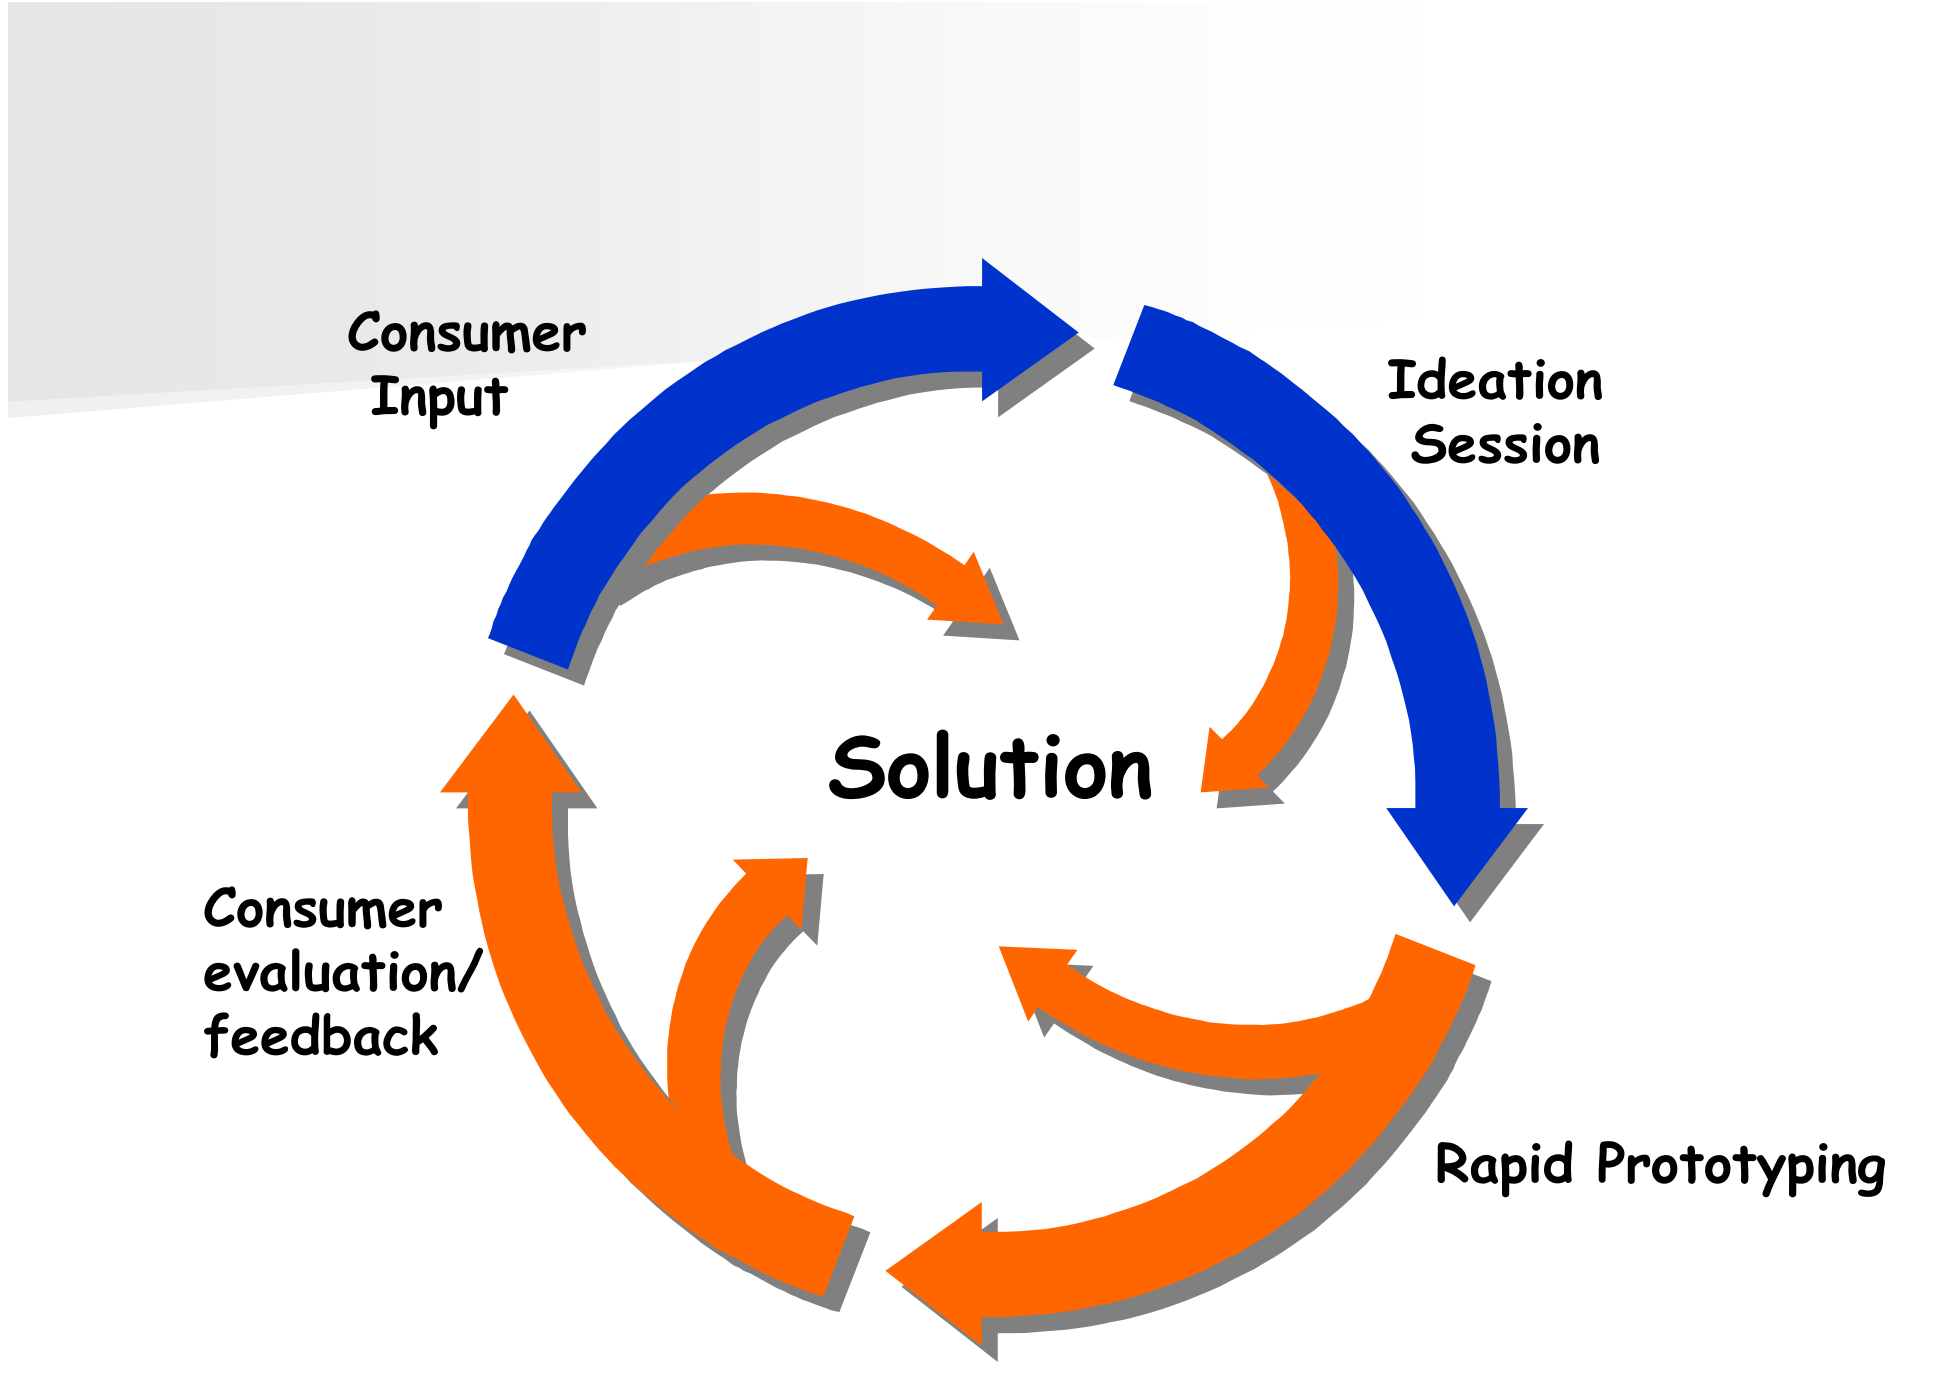 Consumer
Input
Ideation
Session
Solution
Consumer
evaluation/
feedback
Rapid Prototyping